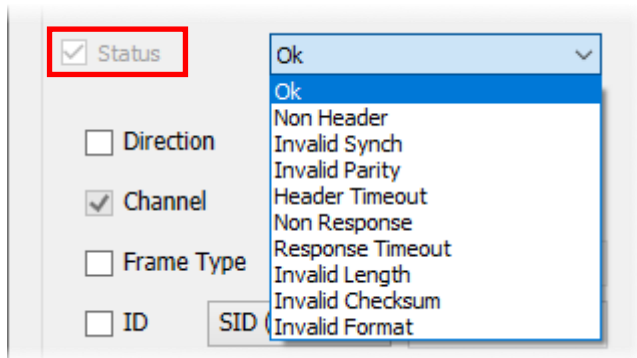 Status
Ok
Ok
Non Header
Invalid Synch
Direction
Invalid Parity
Channel
Header Timeout
Non Response
Frame Type
Response Timeout
Invalid Length
ID
SID (
Invalid Checksum
Invalid Format